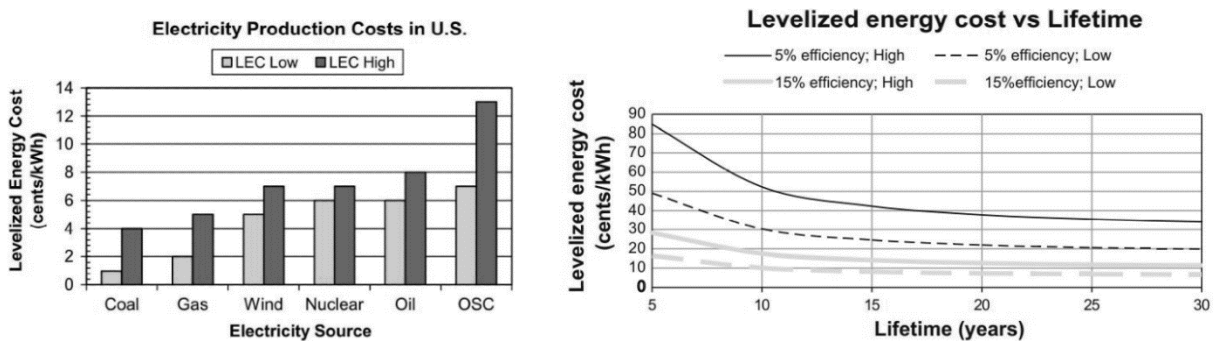 Electricity Production Costs in U.S.
LEC Low LEC High
Levelized Energy Cost
(cents/kWh)
14
12
10
8
6
4
2
0
Coal Gas Wind Nuclear Oil OSC
Electricity Source
Levelized energy cost vs Lifetime
5% efficiency; High 5% efficiency; Low
15% efficiency; High 15%efficiency; Low
Levelized energy cost
(cents/kWh)
90
80
70
60
50
40
30
20
10
0
5 10 15 20 25 30
Lifetime (years)